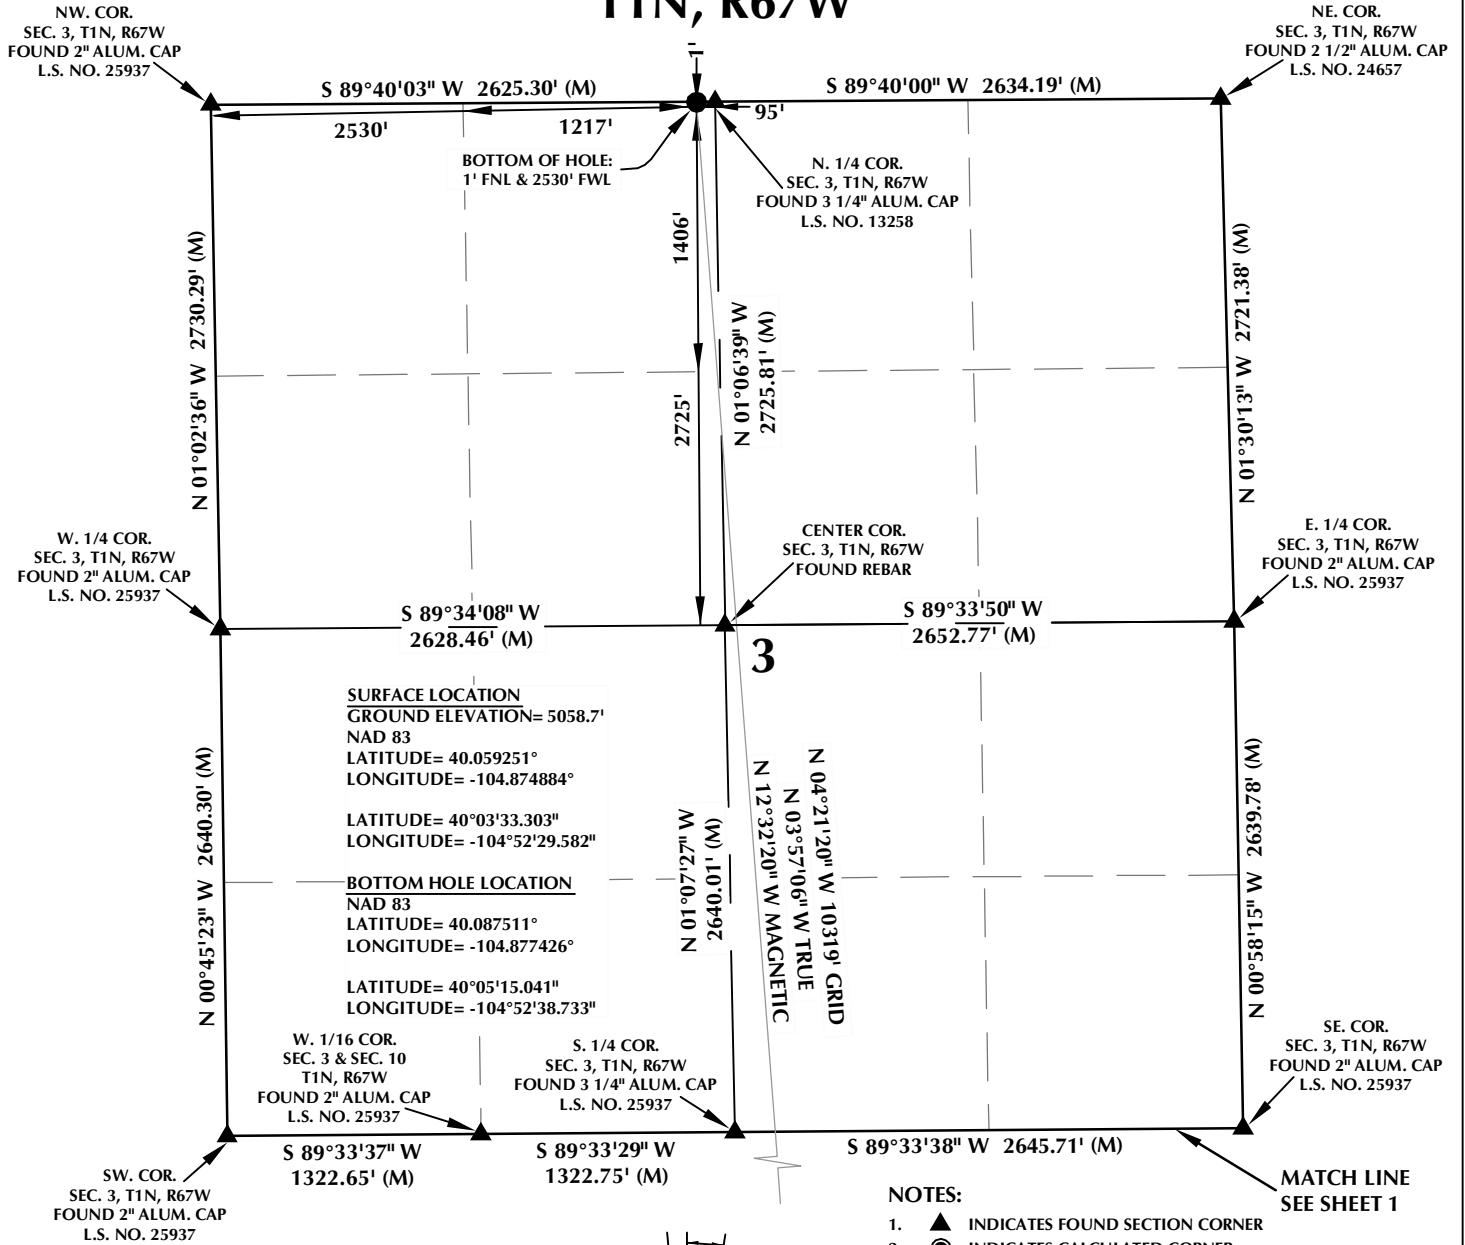 T1N, R67W
NW. COR.
SEC. 3, T1N, R67W
FOUND 2" ALUM. CAP
L.S. NO. 25937
NE. COR.
SEC. 3, T1N, R67W
FOUND 2 1/2" ALUM. CAP
L.S. NO. 24657
1'
S 89°40'03" W 2625.30' (M)
S 89°40'00" W 2634.19' (M)
2530'
1217'
95'
BOTTOM OF HOLE:
1' FNL & 2530' FWL
N. 1/4 COR.
SEC. 3, T1N, R67W
FOUND 3 1/4" ALUM. CAP
L.S. NO. 13258
1406'
2725'
N 01°02'36" W 2730.29' (M)
N 01°06'39" W
2725.81' (M)
N 01°30'13" W 2721.38' (M)
W. 1/4 COR.
SEC. 3, T1N, R67W
FOUND 2" ALUM. CAP
L.S. NO. 25937
CENTER COR.
SEC. 3, T1N, R67W
FOUND REBAR
E. 1/4 COR.
SEC. 3, T1N, R67W
FOUND 2" ALUM. CAP
L.S. NO. 25937
S 89°34'08" W
2628.46' (M)
S 89°33'50" W
2652.77' (M)
3
SURFACE LOCATION
GROUND ELEVATION= 5058.7'
NAD 83
LATITUDE= 40.059251°
LONGITUDE= -104.874884°
LATITUDE= 40°03'33.303"
LONGITUDE= -104°52'29.582"
BOTTOM HOLE LOCATION
NAD 83
LATITUDE= 40.087511°
LONGITUDE= -104.877426°
LATITUDE= 40°05'15.041"
LONGITUDE= -104°52'38.733"
N 00°45'23" W 2640.30' (M)
N 01°07'27" W
2640.01' (M)
N 04°21'20" W 10319' GRID
N 03°57'06" W TRUE
N 12°32'20" W MAGNETIC
N 00°58'15" W 2639.78' (M)
W. 1/16 COR.
SEC. 3 & SEC. 10
T1N, R67W
FOUND 2" ALUM. CAP
L.S. NO. 25937
S. 1/4 COR.
SEC. 3, T1N, R67W
FOUND 3 1/4" ALUM. CAP
L.S. NO. 25937
SE. COR.
SEC. 3, T1N, R67W
FOUND 2" ALUM. CAP
L.S. NO. 25937
S 89°33'37" W
1322.65' (M)
S 89°33'29" W
1322.75' (M)
S 89°33'38" W 2645.71' (M)
SW. COR.
SEC. 3, T1N, R67W
FOUND 2" ALUM. CAP
L.S. NO. 25937
MATCH LINE
SEE SHEET 1
NOTES:
1. INDICATES FOUND SECTION CORNER
2. INDICATES CALCULATED CORNER